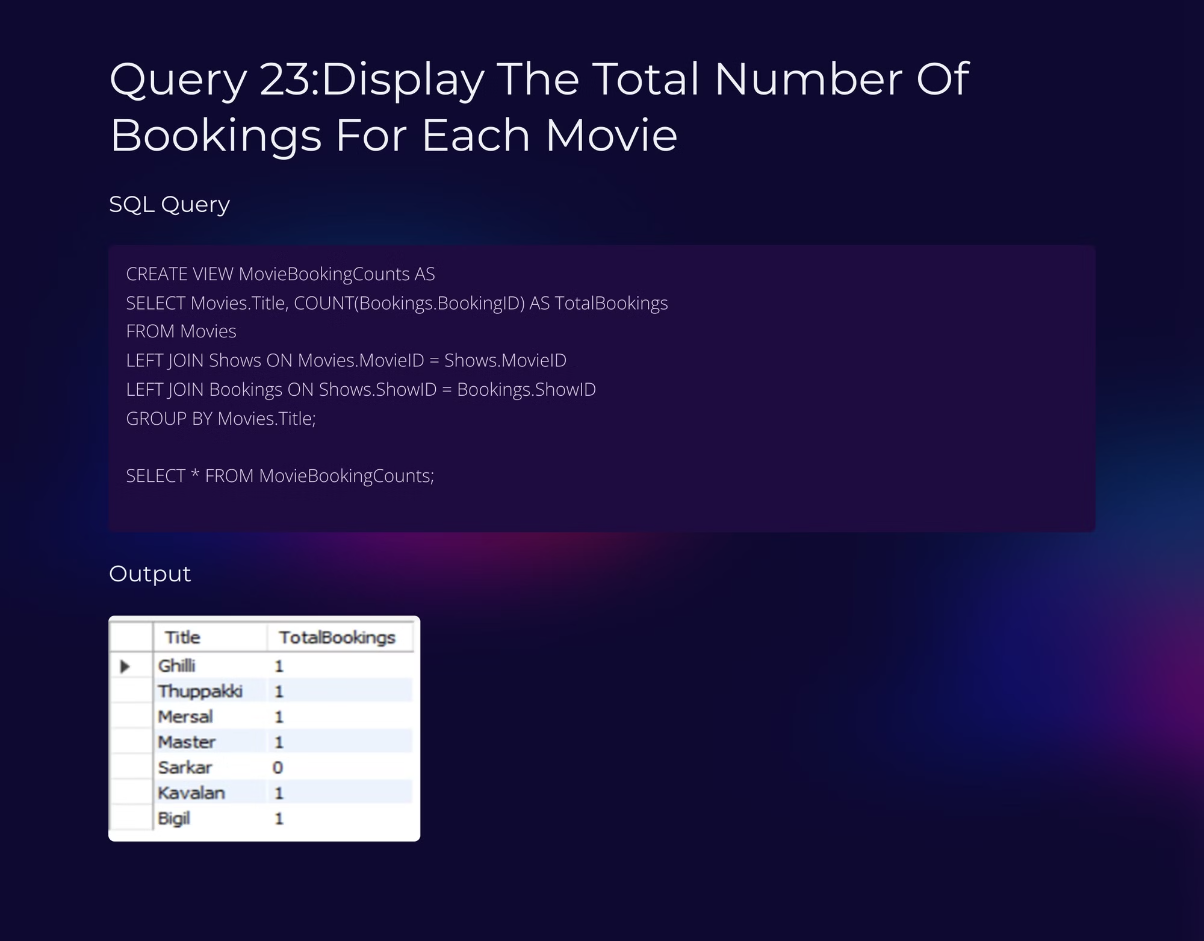 Query 23:Display The Total Number Of
Bookings For Each Movie
SQL Query
CREATE VIEW MovieBookingCounts AS
SELECT Movies.Title, COUNT(Bookings.BookingID) AS TotalBookings
FROM Movies
LEFT JOIN Shows ON Movies.MovieID = Shows.MovieID
LEFT JOIN Bookings ON Shows.ShowID = Bookings.ShowID
GROUP BY Movies.Title;
SELECT * FROM MovieBookingCounts;
Output
Title TotalBookings
Ghilli 1
Thuppakki 1
Mersal 1
Master 1
Sarkar 0
Kavalan 1
Bigil 1